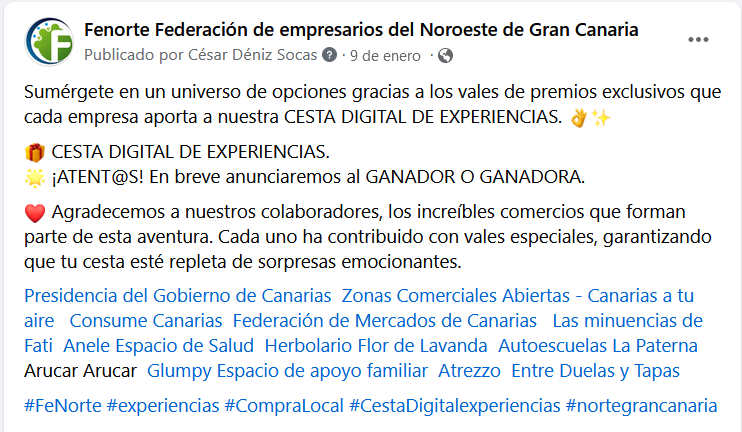 Fenorte Federación de empresarios del Noroeste de Gran Canaria
Publicado por César Déniz Socas · 9 de enero ·
Sumérgete en un universo de opciones gracias a los vales de premios exclusivos que
cada empresa aporta a nuestra CESTA DIGITAL DE EXPERIENCIAS. 👌✨
🎁 CESTA DIGITAL DE EXPERIENCIAS.
🌟 ¡ATENT@S! En breve anunciaremos al GANADOR O GANADORA.
❤️ Agradecemos a nuestros colaboradores, los increíbles comercios que forman
parte de esta aventura. Cada uno ha contribuido con vales especiales, garantizando
que tu cesta esté repleta de sorpresas emocionantes.
Presidencia del Gobierno de Canarias Zonas Comerciales Abiertas - Canarias a tu
aire Consume Canarias Federación de Mercados de Canarias Las minuencias de
Fati Anele Espacio de Salud Herbolario Flor de Lavanda Autoescuelas La Paterna
Arucar Arucar Glumpy Espacio de apoyo familiar Atrezzo Entre Duelas y Tapas
#FeNorte #experiencias #CompraLocal #CestaDigitalexperiencias #nortegrancanaria